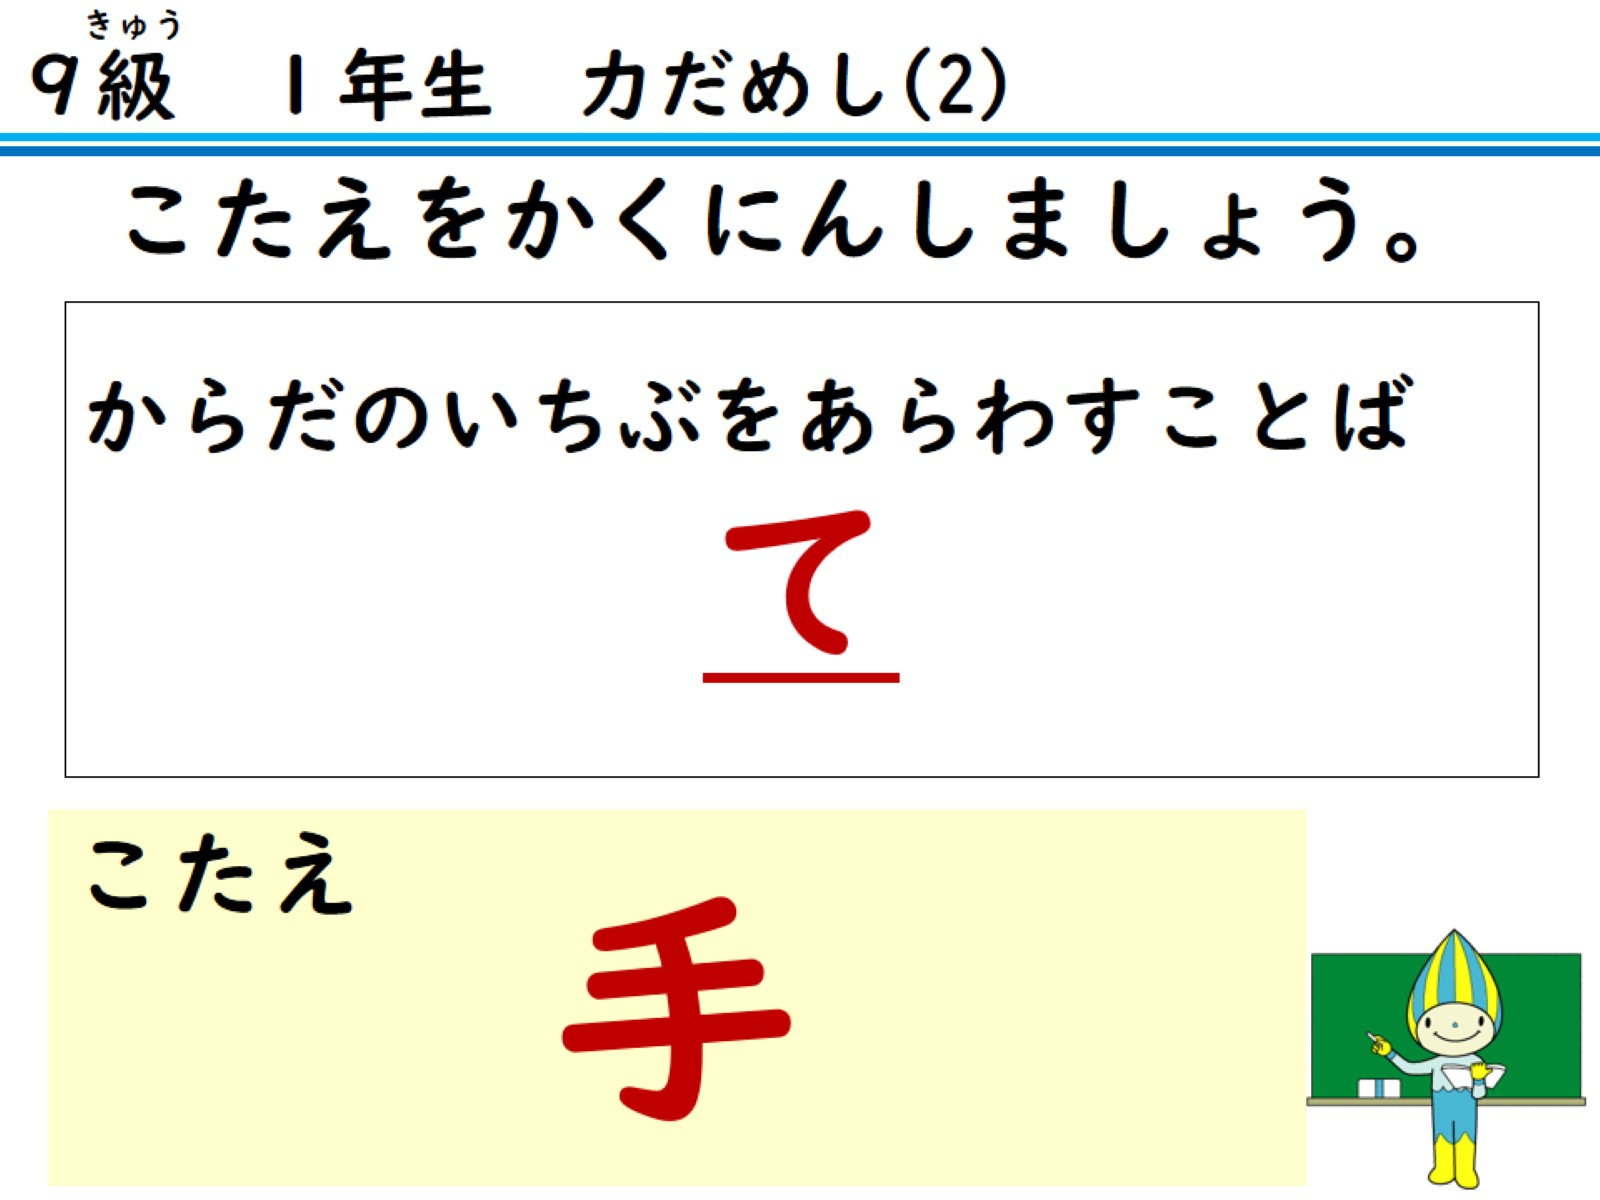 きゅう
9級　1年生　力だめし(2)
こたえをかくにんしましょう。
からだのいちぶをあらわすことば
て
こたえ
手